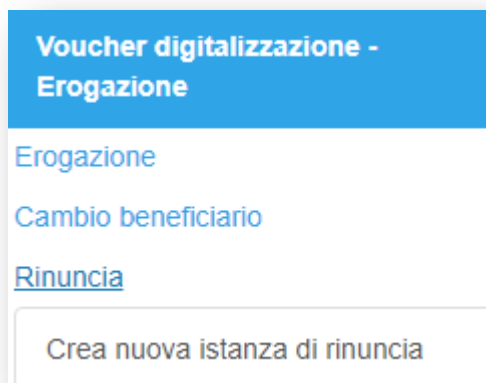 Voucher digitalizzazione -
Erogazione
Erogazione
Cambio beneficiario
Rinuncia
Crea nuova istanza di rinuncia